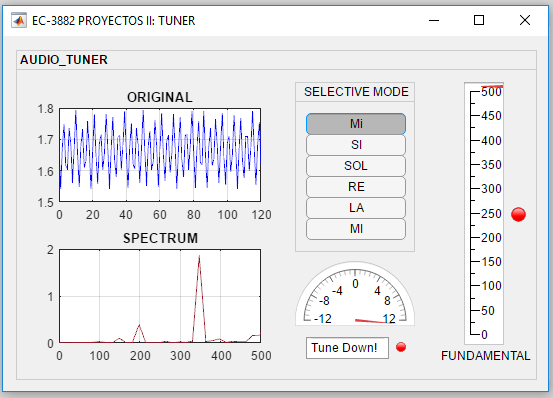 EC-3882 PROYECTOS II: TUNER
AUDIO_TUNER
ORIGINAL
1.8
1.7
1.6
1.5
0 20 40 60 80 100 120
SPECTRUM
2
1
0
0 100 200 300 400 500
SELECTIVE MODE
Mi
SI
SOL
RE
LA
MI
-12 -8 -4 0 4 8 12
Tune Down!
500
450
400
350
300
250
200
150
100
50
0
FUNDAMENTAL